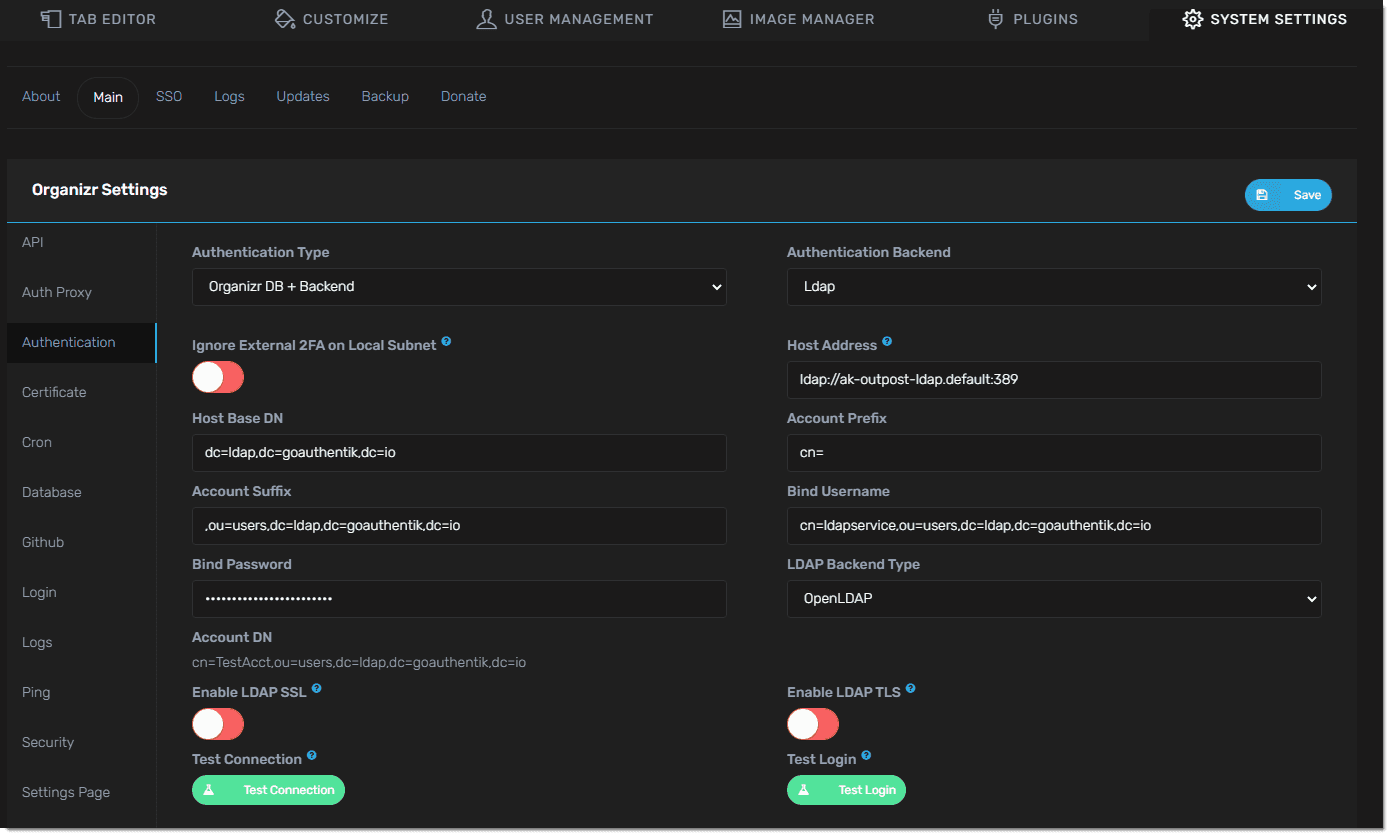 TAB EDITOR CUSTOMIZE USER MANAGEMENT IMAGE MANAGER PLUGINS SYSTEM SETTINGS
About Main SSO Logs Updates Backup Donate
Organizr Settings
Save
API
Auth Proxy
Authentication
Certificate
Cron
Database
Github
Login
Logs
Ping
Security
Settings Page
Authentication Type Authentication Backend
Organizr DB + Backend Ldap
Ignore External 2FA on Local Subnet ? Host Address ?
ldap://ak-outpost-ldap.default:389
Host Base DN Account Prefix
dc=ldap,dc=goauthentik,dc=io cn=
Account Suffix Bind Username
,ou=users,dc=ldap,dc=goauthentik,dc=io cn=ldapservice,ou=users,dc=ldap,dc=goauthentik,dc=io
Bind Password LDAP Backend Type
•••••••••••••••••••••••• OpenLDAP
Account DN
cn=TestAcct,ou=users,dc=ldap,dc=goauthentik,dc=io
Enable LDAP SSL ? Enable LDAP TLS ?
Test Connection ? Test Login ?
Test Connection Test Login